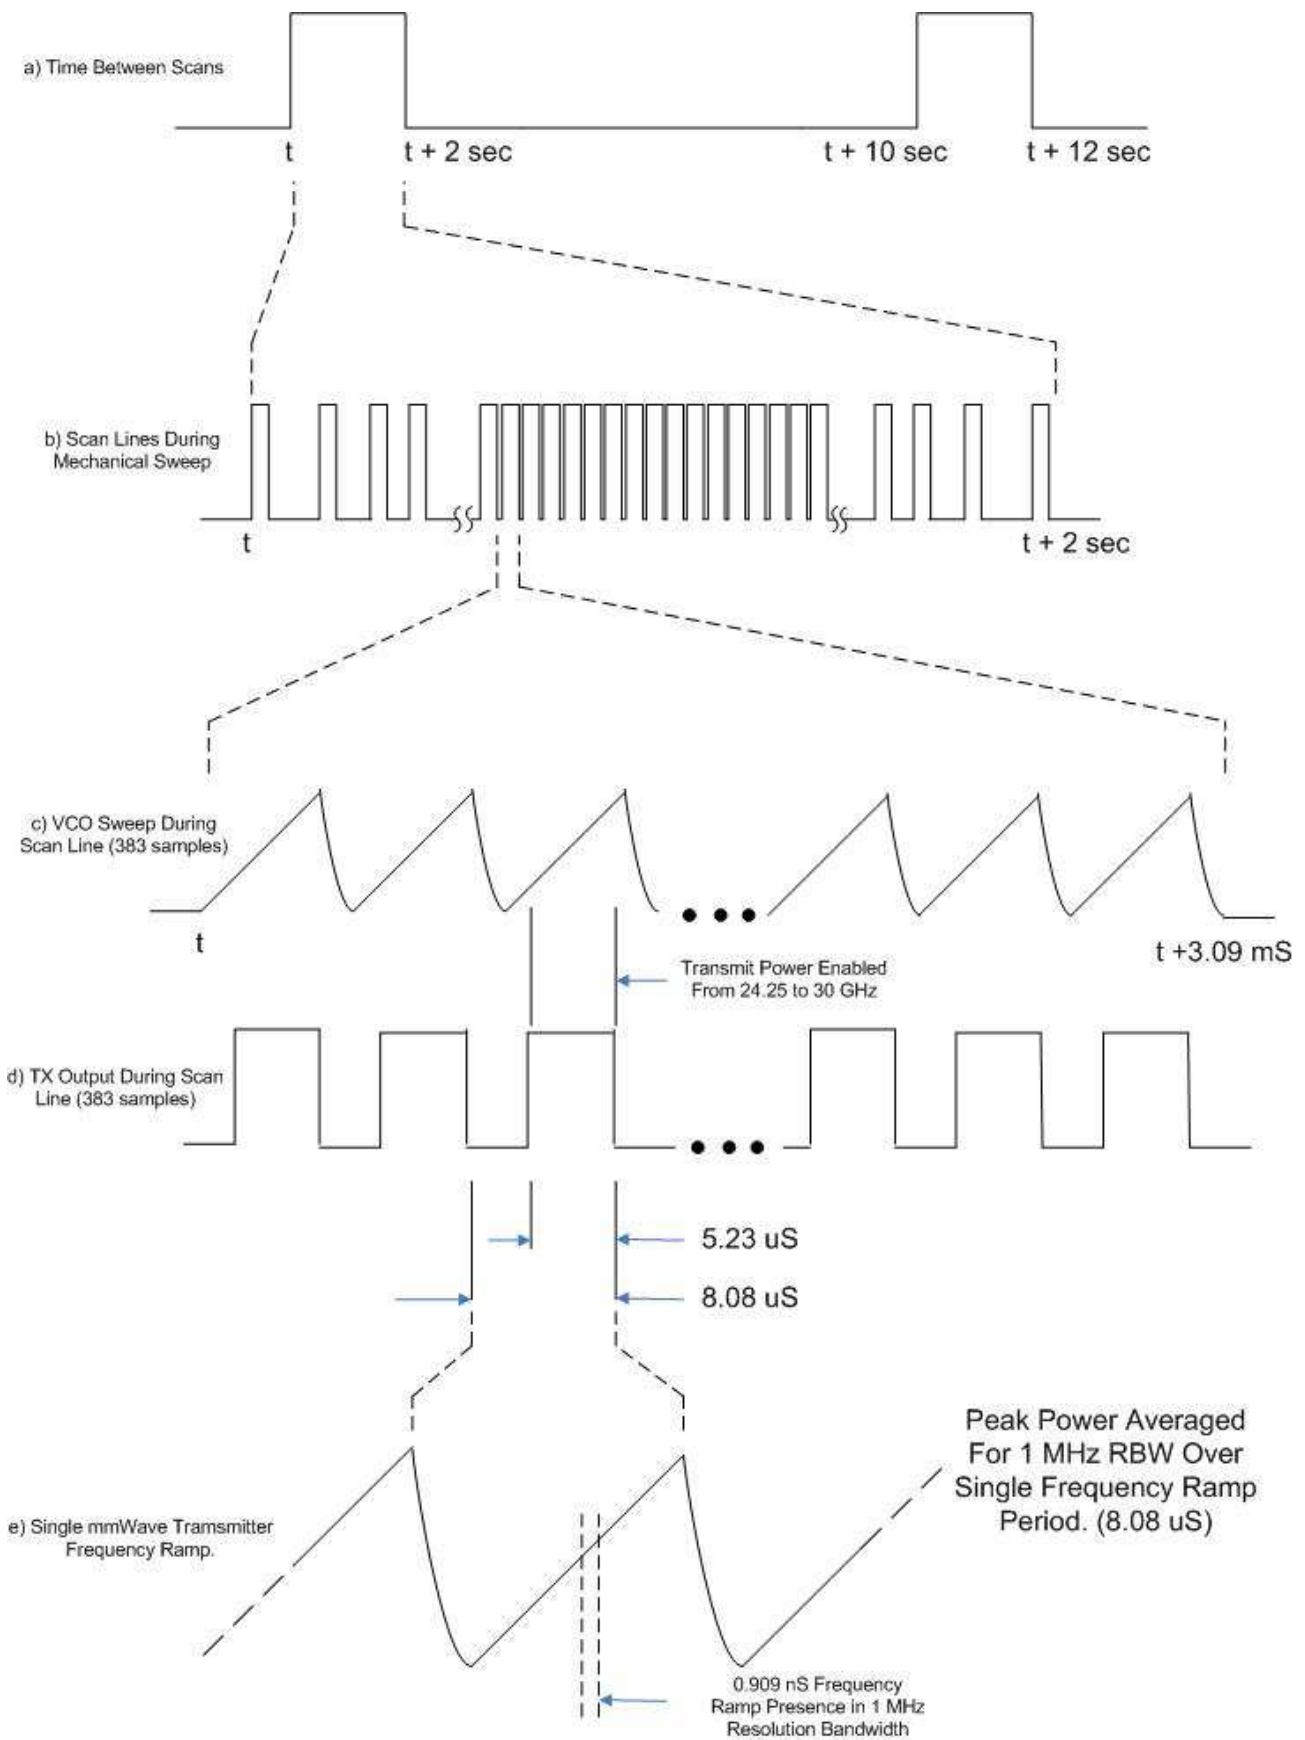 a) Time Between Scans
t
t + 2 sec
t + 10 sec
t + 12 sec
b) Scan Lines During
Mechanical Sweep
t
t + 2 sec
c) VCO Sweep During
Scan Line (383 samples)
t
t +3.09 mS
Transmit Power Enabled
From 24.25 to 30 GHz
d) TX Output During Scan
Line (383 samples)
5.23 uS
8.08 uS
Peak Power Averaged
For 1 MHz RBW Over
Single Frequency Ramp
Period. (8.08 uS)
e) Single mmWave Tramsmitter
Frequency Ramp.
0.909 nS Frequency
Ramp Presence in 1 MHz
Resolution Bandwidth